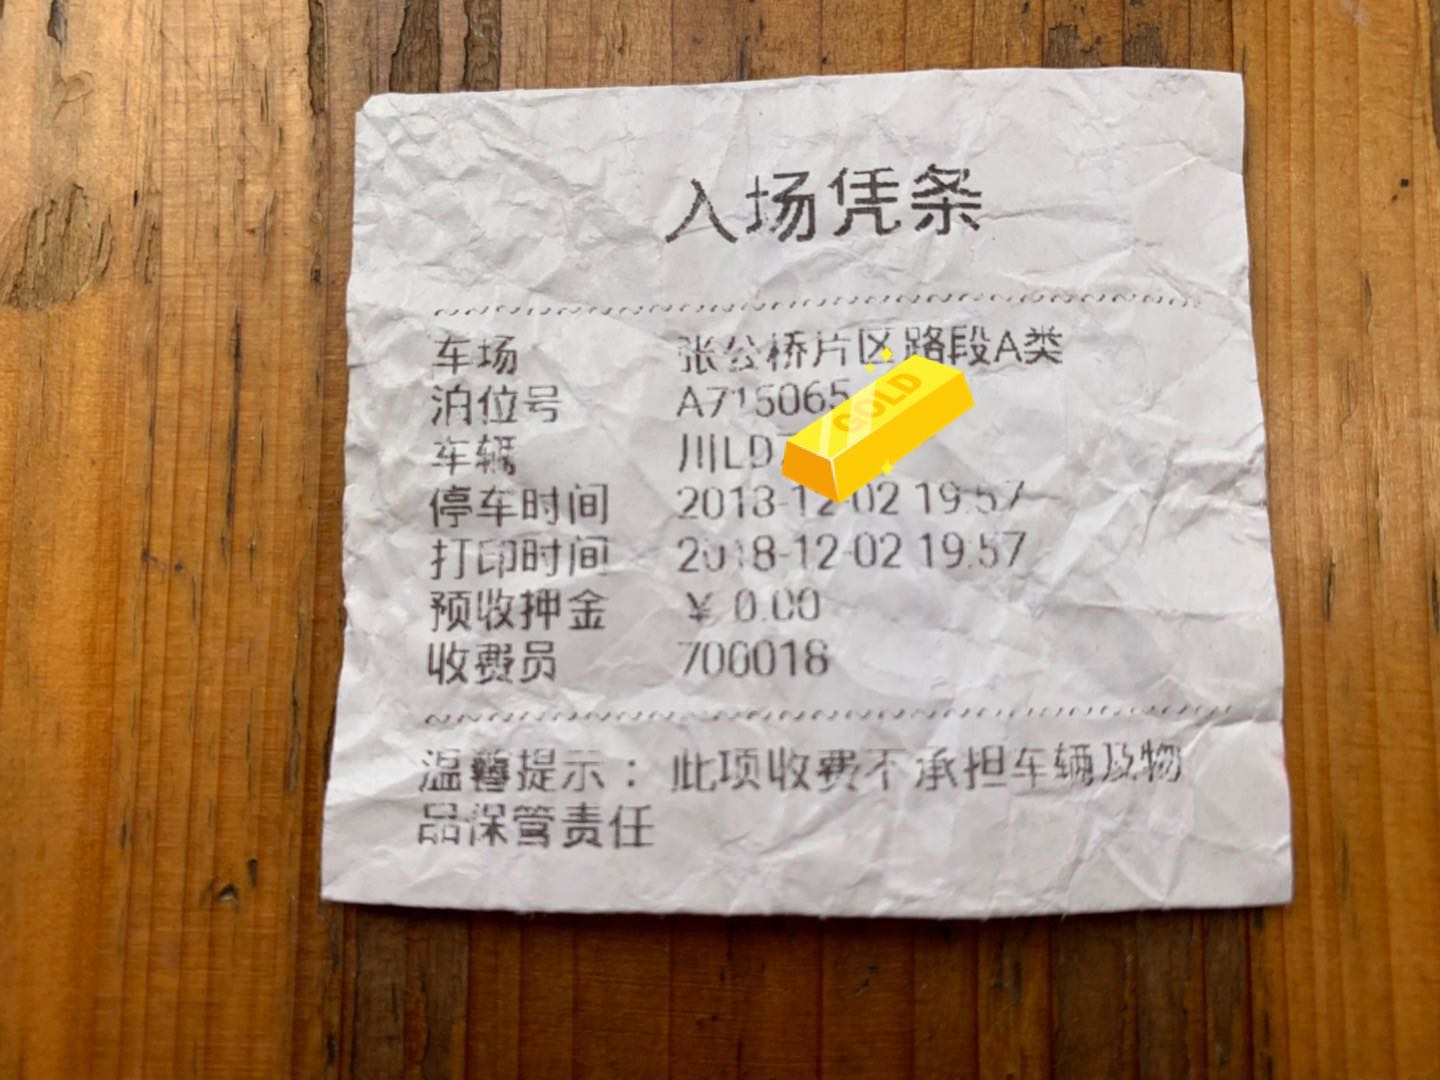 入场凭条
车场 张公桥片区路段A类
泊位号 A715065
车辆 川LD
停车时间 2018-12-02 19:57
打印时间 2018-12-02 19:57
预收押金 ￥ 0.00
收费员 700018
温馨提示：此项收费不承担车辆及物
品保管责任
GOLD